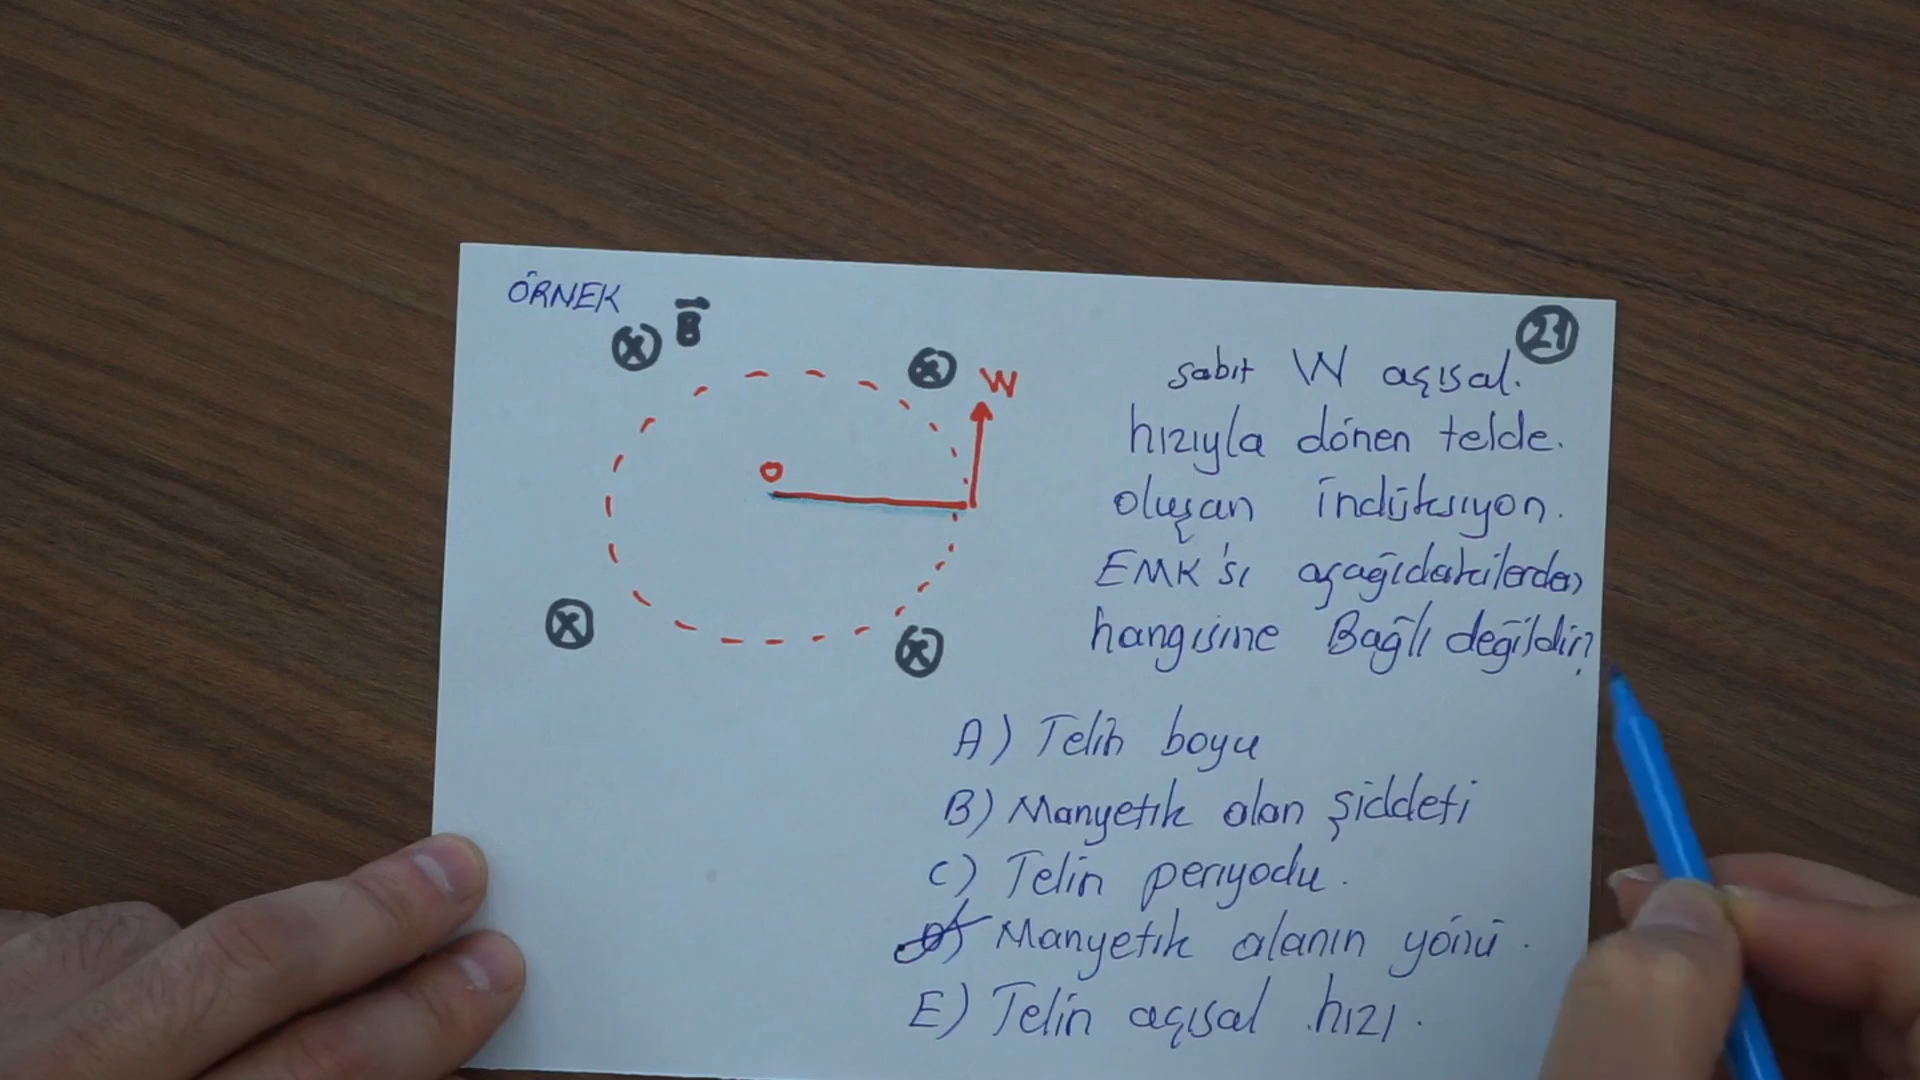 ÖRNEK
B
W
O
21
sabit W açısal.
hızıyla dönen telde.
oluşan İndüksiyon.
EMK'sı aşağıdakilerden
hangisine Bağlı değildir?
A) Telin boyu
B) Manyetik alan şiddeti
C) Telin periyodu.
D) Manyetik alanın yönü.
E) Telin açısal hızı.